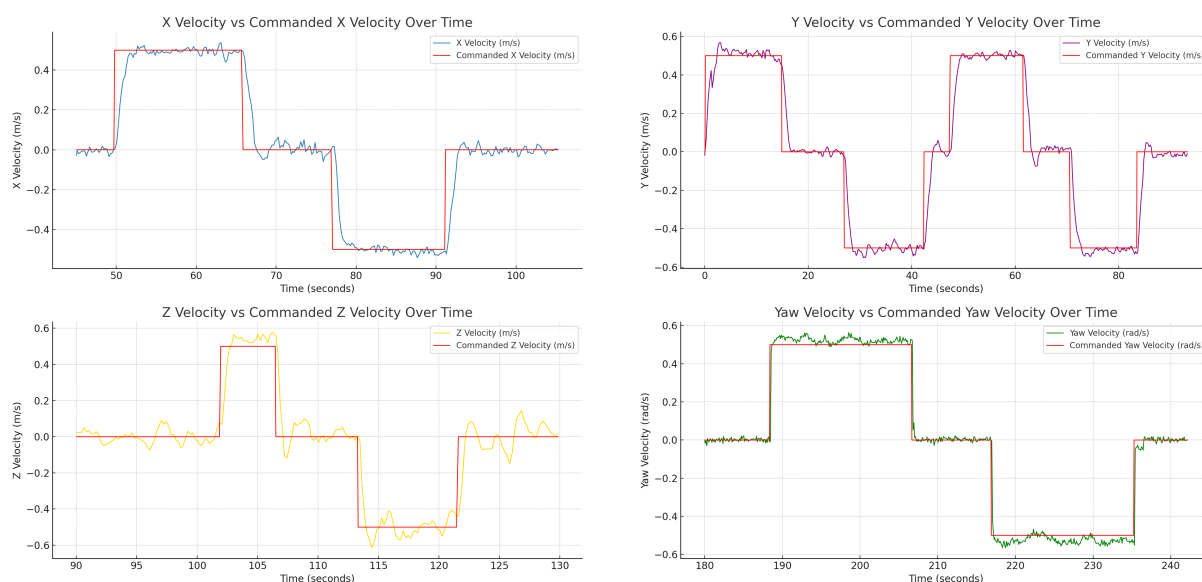 X Velocity vs Commanded X Velocity Over Time
X Velocity (m/s)
Commanded X Velocity (m/s)
0.4
0.2
0.0
−0.2
−0.4
X Velocity (m/s)
50
60
70
80
90
100
Time (seconds)
Y Velocity vs Commanded Y Velocity Over Time
Y Velocity (m/s)
Commanded Y Velocity (m/s
0.6
0.4
0.2
0.0
−0.2
−0.4
−0.6
Y Velocity (m/s)
0
20
40
60
80
Time (seconds)
Z Velocity vs Commanded Z Velocity Over Time
Z Velocity (m/s)
Commanded Z Velocity (m/s)
0.6
0.4
0.2
0.0
−0.2
−0.4
−0.6
Z Velocity (m/s)
90
95
100
105
110
115
120
125
130
Time (seconds)
Yaw Velocity vs Commanded Yaw Velocity Over Time
Yaw Velocity (rad/s)
Commanded Yaw Velocity (rad/s
0.6
0.4
0.2
0.0
−0.2
−0.4
−0.6
Yaw Velocity (rad/s)
180
190
200
210
220
230
240
Time (seconds)